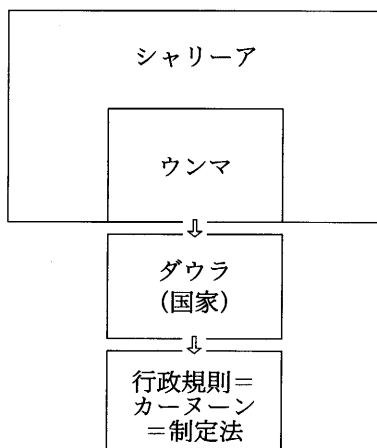 シャリーア
ウンマ
ダウラ
(国家)
行政規則＝
カーヌーン
＝制定法